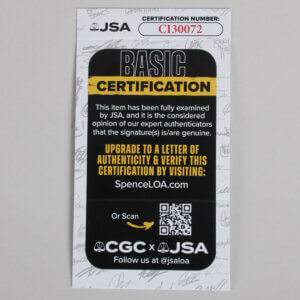 JSA
CERTIFICATION NUMBER:
CI30072
BASIC
CERTIFICATION
This item has been fully examined
by JSA, and it is the considered
opinion of our expert authenticators
that the signature(s) is/are genuine.
UPGRADE TO A LETTER OF
AUTHENTICITY & VERIFY THIS
CERTIFICATION BY VISITING:
SpenceLOA.com
Or Scan
CGC x JSA
Follow us at @jsaloa